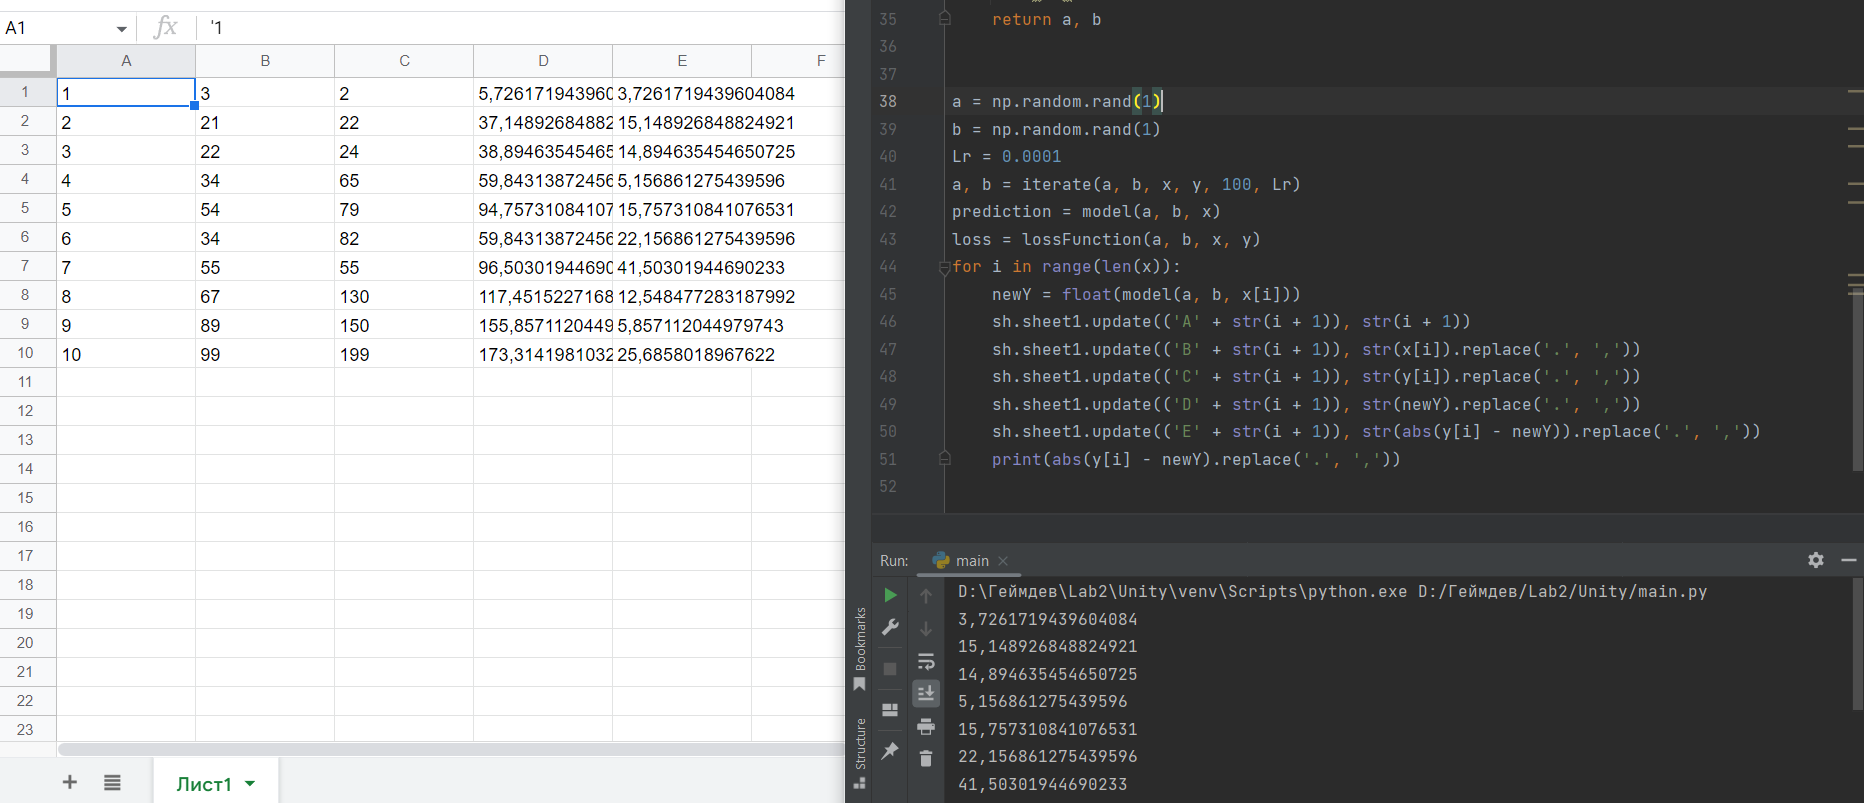 A1 fx '1
A B C D E F
1 1 3 2 5,726171943960 3,7261719439604084
2 2 21 22 37,148926848882 15,148926848824921
3 3 22 24 38,89463545465 14,894635454650725
4 4 34 65 59,84313872456 5,156861275439596
5 5 54 79 94,75731084107 15,757310841076531
6 6 34 82 59,84313872456 22,156861275439596
7 7 55 55 96,50301944690 41,50301944690233
8 8 67 130 117,4515227168 12,548477283187992
9 9 89 150 155,8571120449 5,857112044979743
10 10 99 199 173,3141981032 25,6858018967622
11
12
13
14
15
16
17
18
19
20
21
22
23
Лист1
35 return a, b
36
37
38 a = np.random.rand(1)
39 b = np.random.rand(1)
40 Lr = 0.0001
41 a, b = iterate(a, b, x, y, 100, Lr)
42 prediction = model(a, b, x)
43 loss = lossFunction(a, b, x, y)
44 for i in range(len(x)):
45 newY = float(model(a, b, x[i]))
46 sh.sheet1.update(('A' + str(i + 1)), str(i + 1))
47 sh.sheet1.update(('B' + str(i + 1)), str(x[i]).replace('.', ','))
48 sh.sheet1.update(('C' + str(i + 1)), str(y[i]).replace('.', ','))
49 sh.sheet1.update(('D' + str(i + 1)), str(newY).replace('.', ','))
50 sh.sheet1.update(('E' + str(i + 1)), str(abs(y[i] - newY)).replace('.', ','))
51 print(abs(y[i] - newY).replace('.', ','))
52
Run: main
Bookmarks
Structure
D:\Геймдев\Lab2\Unity\venv\Scripts\python.exe D:/Геймдев/Lab2/Unity/main.py
3,7261719439604084
15,148926848824921
14,894635454650725
5,156861275439596
15,757310841076531
22,156861275439596
41,50301944690233